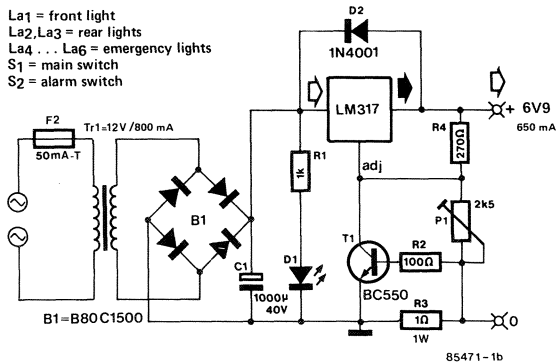 La1 = front light
La2, La3 = rear lights
La4 . . . La6 = emergency lights
S1 = main switch
S2 = alarm switch
D2
1N4001
F2
50mA-T
Tr1=12V/800 mA
LM317
+ 6V9
650 mA
R4
270Ω
R1
1k
adj
B1
P1
2k5
T1
R2
100Ω
C1
1000µ
40V
D1
BC550
R3
1Ω
1W
0
B1=B80 C1500
85471-1b